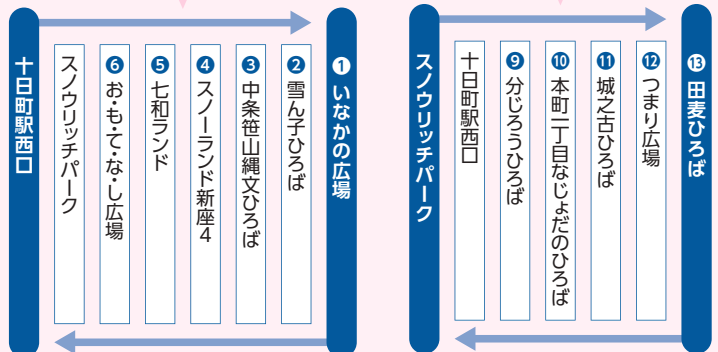 十日町駅西口
スノウリッチパーク
❻ お・も・て・な・し広場
❺ 七和ランド
❹ スノーランド新座4
❸ 中条笹山縄文ひろば
❷ 雪ん子ひろば
❶ いなかの広場
スノウリッチパーク
十日町駅西口
❾ 分じろうひろば
❿ 本町一丁目なじょだのひろば
⓫ 城之古ひろば
⓬ つまり広場
⓭ 田麦ひろば